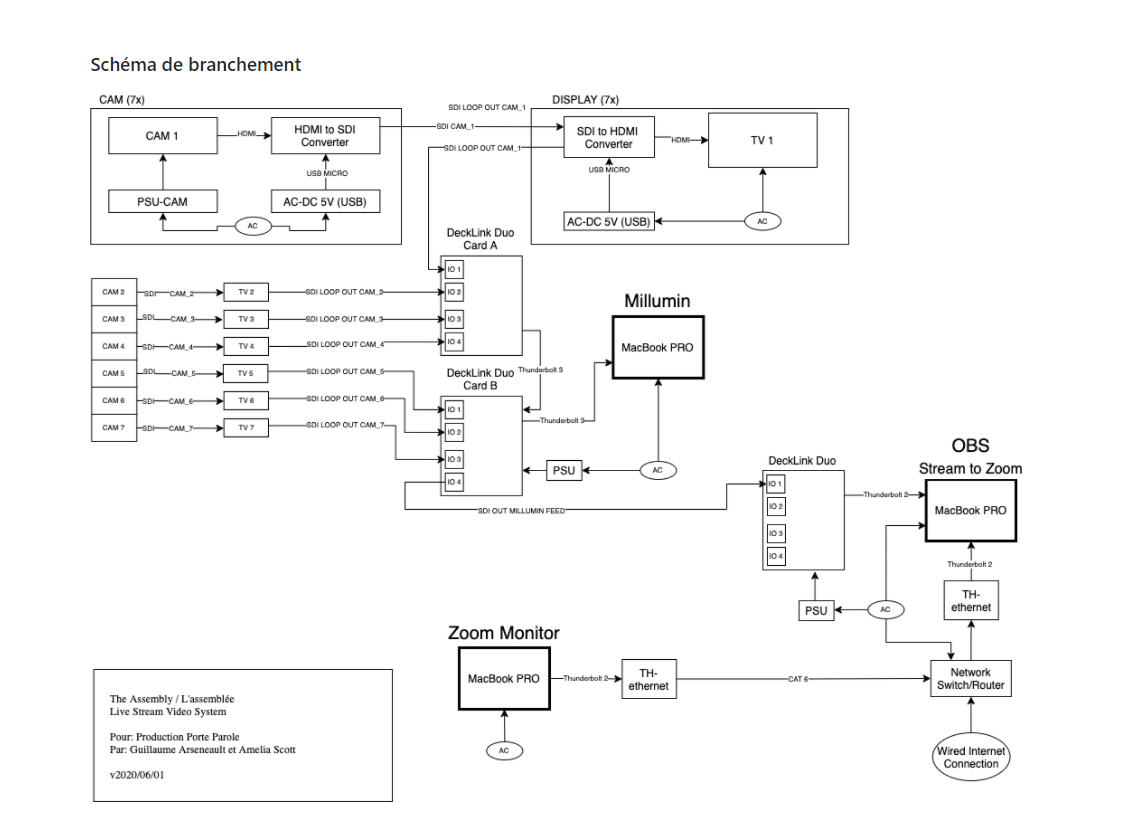 Schéma de branchement
CAM (7x)
SDI LOOP OUT CAM_1
DISPLAY (7x)
CAM 1
HDMI
HDMI to SDI
Converter
SDI CAM_1
SDI to HDMI
Converter
HDMI
TV 1
SDI LOOP OUT CAM_1
USB MICRO
USB MICRO
PSU-CAM
AC-DC 5V (USB)
AC
AC-DC 5V (USB)
AC
DeckLink Duo
Card A
IO 1
IO 2
IO 3
IO 4
CAM 2
SDI
CAM_2
TV 2
SDI LOOP OUT CAM_2
CAM 3
SDI
CAM_3
TV 3
SDI LOOP OUT CAM_3
CAM 4
SDI
CAM_4
TV 4
SDI LOOP OUT CAM_4
CAM 5
SDI
CAM_5
TV 5
SDI LOOP OUT CAM_5
CAM 6
SDI
CAM_6
TV 6
SDI LOOP OUT CAM_6
CAM 7
SDI
CAM_7
TV 7
SDI LOOP OUT CAM_7
Thunderbolt 3
DeckLink Duo
Card B
IO 1
IO 2
IO 3
IO 4
Thunderbolt 3
Millumin
MacBook PRO
PSU
AC
SDI OUT MILLUMIN FEED
DeckLink Duo
IO 1
IO 2
IO 3
IO 4
Thunderbolt 2
OBS
Stream to Zoom
MacBook PRO
Thunderbolt 2
PSU
AC
TH-
ethernet
Zoom Monitor
MacBook PRO
Thunderbolt 2
TH-
ethernet
CAT 6
Network
Switch/Router
AC
Wired Internet
Connection
The Assembly / L'assemblée
Live Stream Video System
Pour: Production Porte Parole
Par: Guillaume Arseneault et Amelia Scott
v2020/06/01